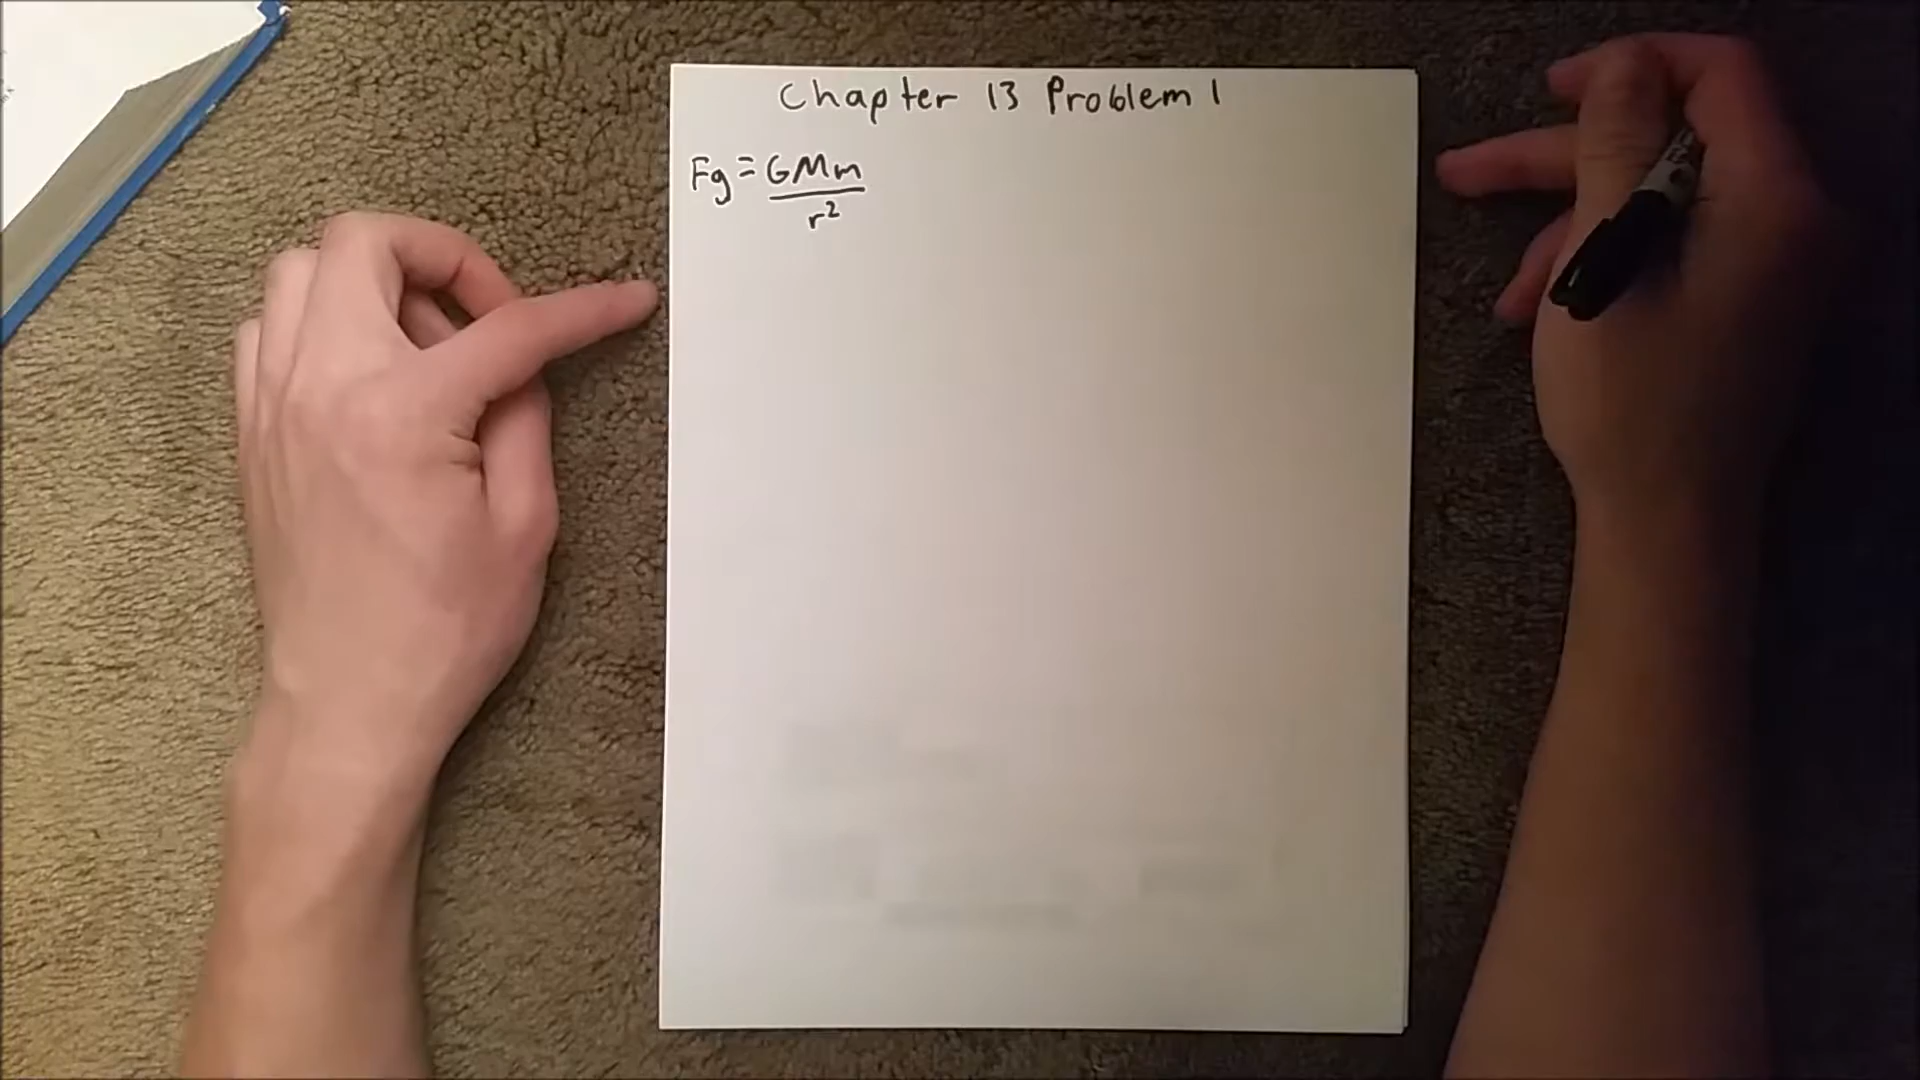 Chapter 13 Problem 1
Fg = GMm
r²